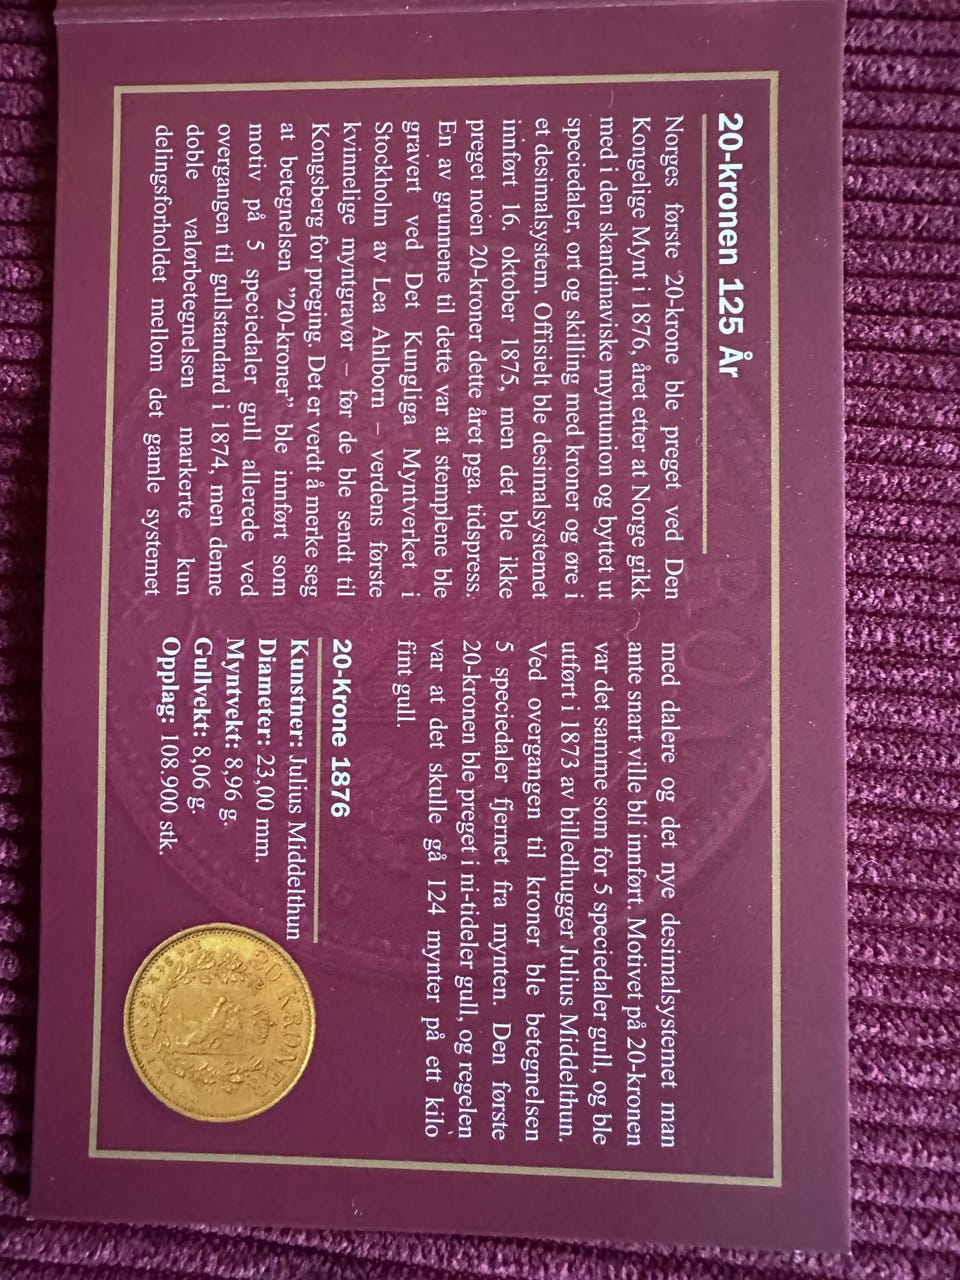 20-kronen 125 År
Norges første 20-krone ble preget ved Den
Kongelige Mynt i 1876, året etter at Norge gikk
med i den skandinaviske myntunion og byttet ut
speciedaler, ort og skilling med kroner og øre i
et desimalsystem. Offisielt ble desimalsystemet
innført 16. oktober 1875, men det ble ikke
preget noen 20-kroner dette året pga. tidspress.
En av grunnene til dette var at stemplene ble
gravert ved Det Kungliga Myntverket i
Stockholm av Lea Ahlborn – verdens første
kvinnelige myntgravør – før de ble sendt til
Kongsberg for preging. Det er verdt å merke seg
at betegnelsen ”20-kroner” ble innført som
motiv på 5 speciedaler gull allerede ved
overgangen til gullstandard i 1874, men denne
doble valørbetegnelsen markerte kun
delingsforholdet mellom det gamle systemet
med dalere og det nye desimalsystemet man
ante snart ville bli innført. Motivet på 20-kronen
var det samme som for 5 speciedaler gull, og ble
utført i 1873 av billedhugger Julius Middelthun.
Ved overgangen til kroner ble betegnelsen
5 speciedaler fjernet fra mynten. Den første
20-kronen ble preget i ni-tideler gull, og regelen
var at det skulle gå 124 mynter på ett kilo
fint gull.
20-Krone 1876
Kunstner: Julius Middelthun
Diameter: 23,00 mm.
Myntvekt: 8,96 g.
Gullvekt: 8,06 g.
Opplag: 108.900 stk.
20 KRONER